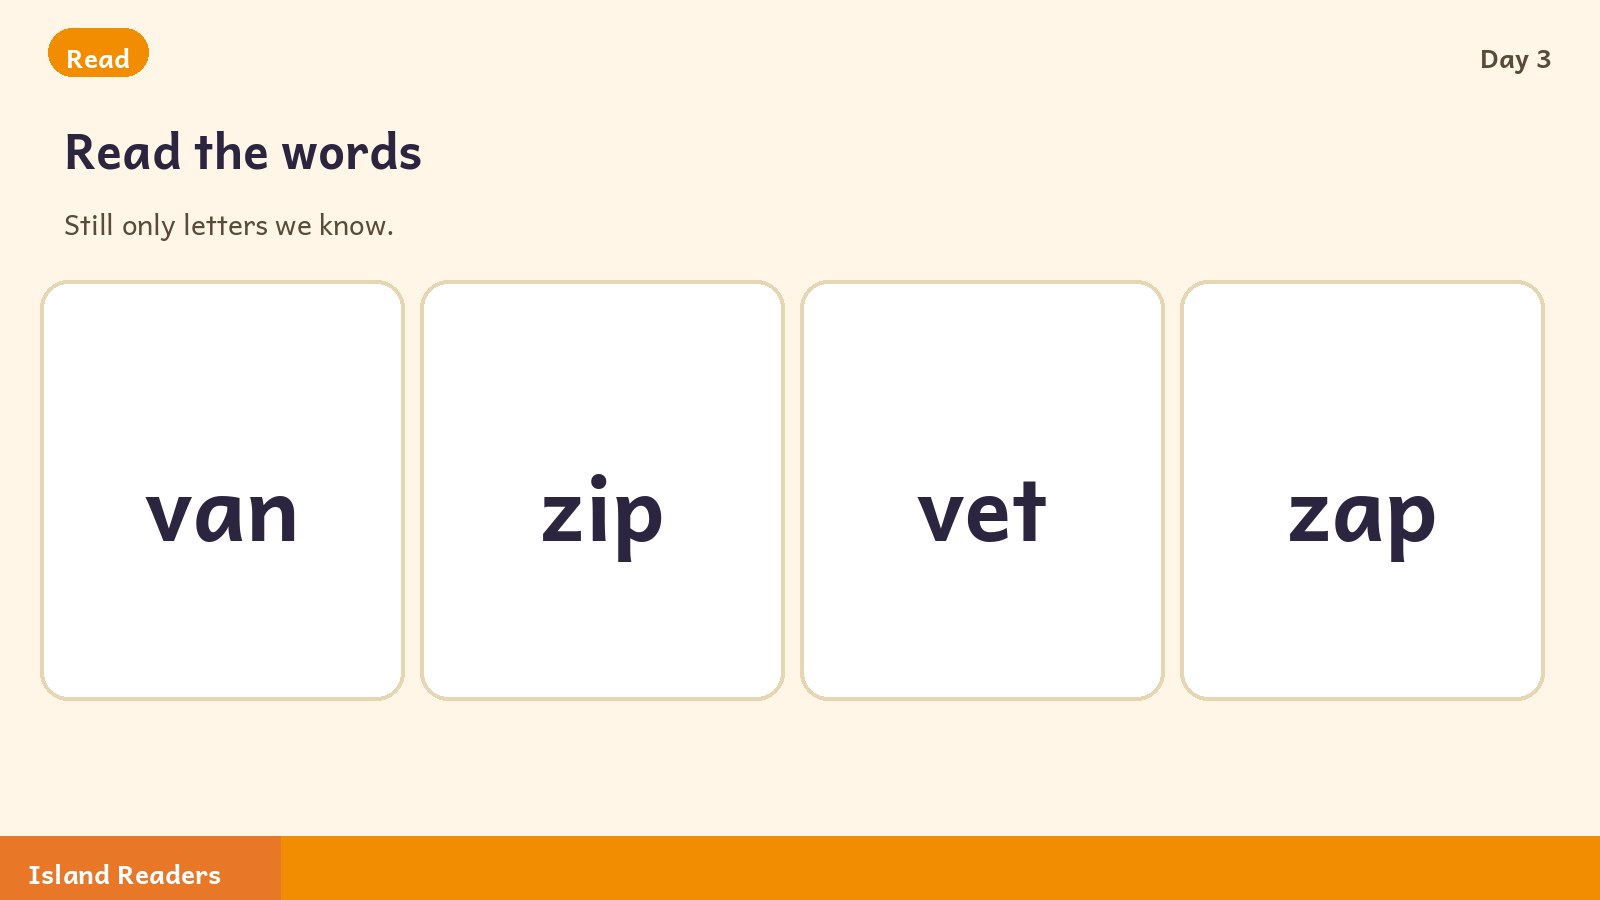 Read
Day 3
Read the words
Still only letters we know.
van
zip
vet
zap
Island Readers